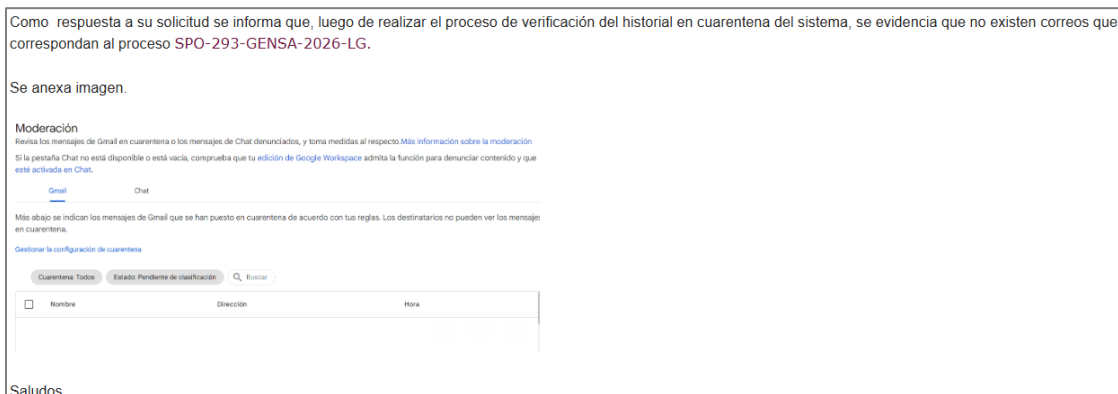 Como respuesta a su solicitud se informa que, luego de realizar el proceso de verificación del historial en cuarentena del sistema, se evidencia que no existen correos que
correspondan al proceso SPO-293-GENSA-2026-LG.
Se anexa imagen.
Moderación
Revisa los mensajes de Gmail en cuarentena o los mensajes de Chat denunciados, y toma medidas al respecto.Más información sobre la moderación
Si la pestaña Chat no está disponible o está vacía, comprueba que tu edición de Google Workspace admita la función para denunciar contenido y que
esté activada en Chat.
Gmail Chat
Más abajo se indican los mensajes de Gmail que se han puesto en cuarentena de acuerdo con tus reglas. Los destinatarios no pueden ver los mensajes
en cuarentena.
Gestionar la configuración de cuarentena
Cuarentena: Todos Estado: Pendiente de clasificación Buscar
Nombre Dirección Hora
Saludos